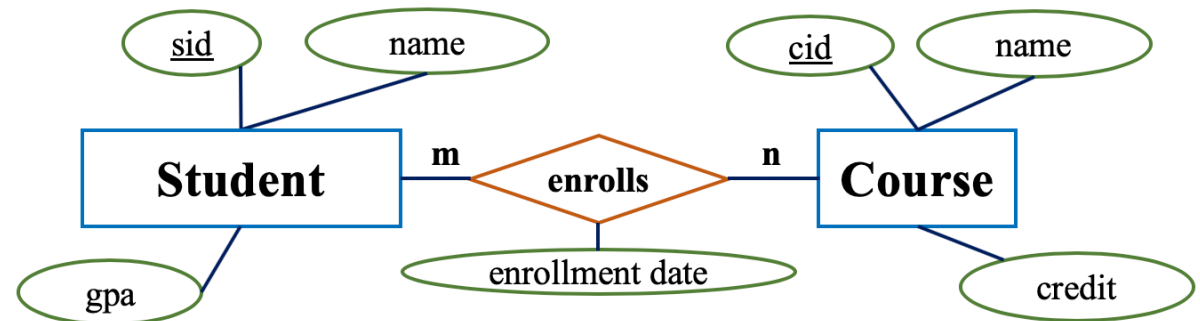 sid
name
cid
name
Student
m
enrolls
n
Course
enrollment date
gpa
credit